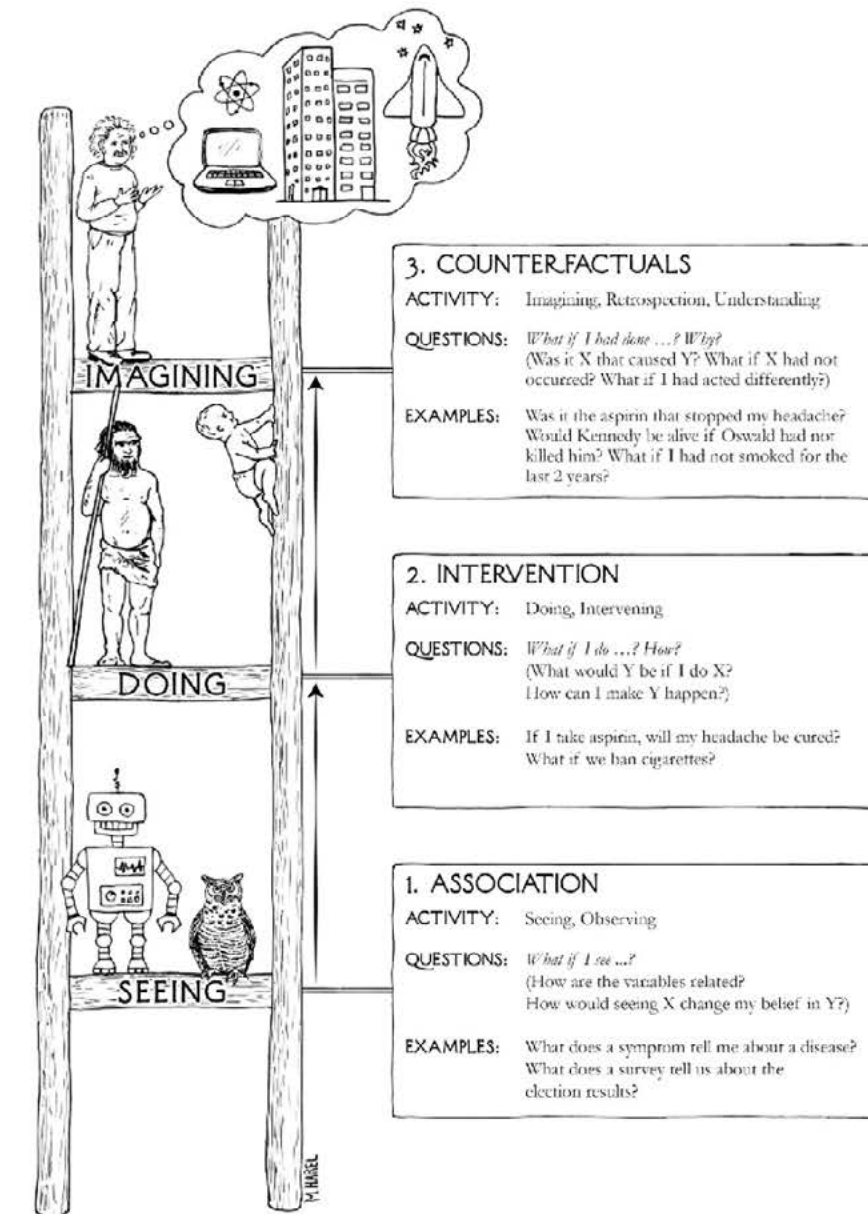 IMAGINING
DOING
SEEING
3. COUNTERFACTUALS
ACTIVITY: Imagining, Retrospection, Understanding
QUESTIONS: What if I had done ...? Why?
(Was it X that caused Y? What if X had not
occurred? What if I had acted differently?)
EXAMPLES: Was it the aspirin that stopped my headache?
Would Kennedy be alive if Oswald had not
killed him? What if I had not smoked for the
last 2 years?
2. INTERVENTION
ACTIVITY: Doing, Intervening
QUESTIONS: What if I do ...? How?
(What would Y be if I do X?
How can I make Y happen?)
EXAMPLES: If I take aspirin, will my headache be cured?
What if we ban cigarettes?
1. ASSOCIATION
ACTIVITY: Seeing, Observing
QUESTIONS: What if I see ...?
(How are the variables related?
How would seeing X change my belief in Y?)
EXAMPLES: What does a symptom tell me about a disease?
What does a survey tell us about the
election results?
M. HAREL